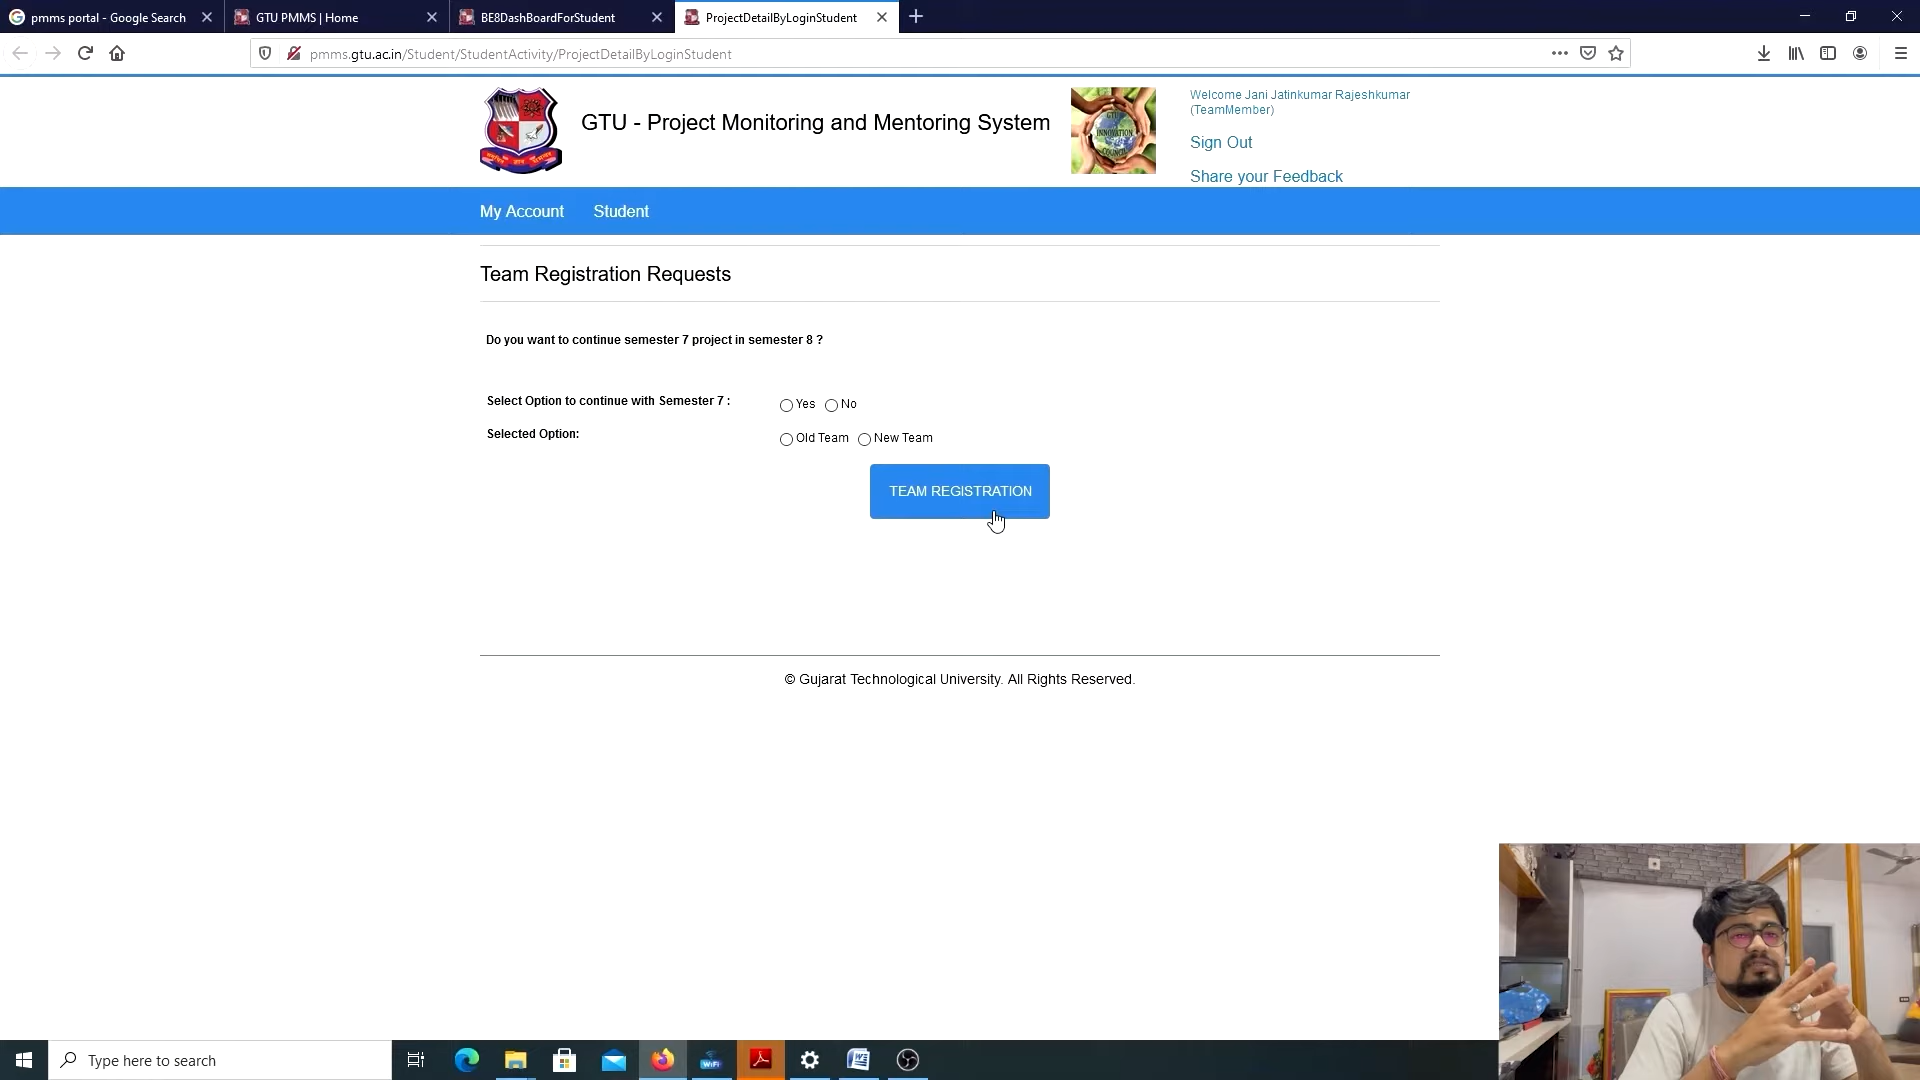 pmms portal - Google Search
GTU PMMS | Home
BE8DashBoardForStudent
ProjectDetailByLoginStudent
pmms.gtu.ac.in/Student/StudentActivity/ProjectDetailByLoginStudent
GTU - Project Monitoring and Mentoring System
GTU
INNOVATION
COUNCIL
Welcome Jani Jatinkumar Rajeshkumar
(TeamMember)
Sign Out
Share your Feedback
My Account
Student
Team Registration Requests
Do you want to continue semester 7 project in semester 8 ?
Select Option to continue with Semester 7 :
Yes
No
Selected Option:
Old Team
New Team
TEAM REGISTRATION
© Gujarat Technological University. All Rights Reserved.
Type here to search
WiFi